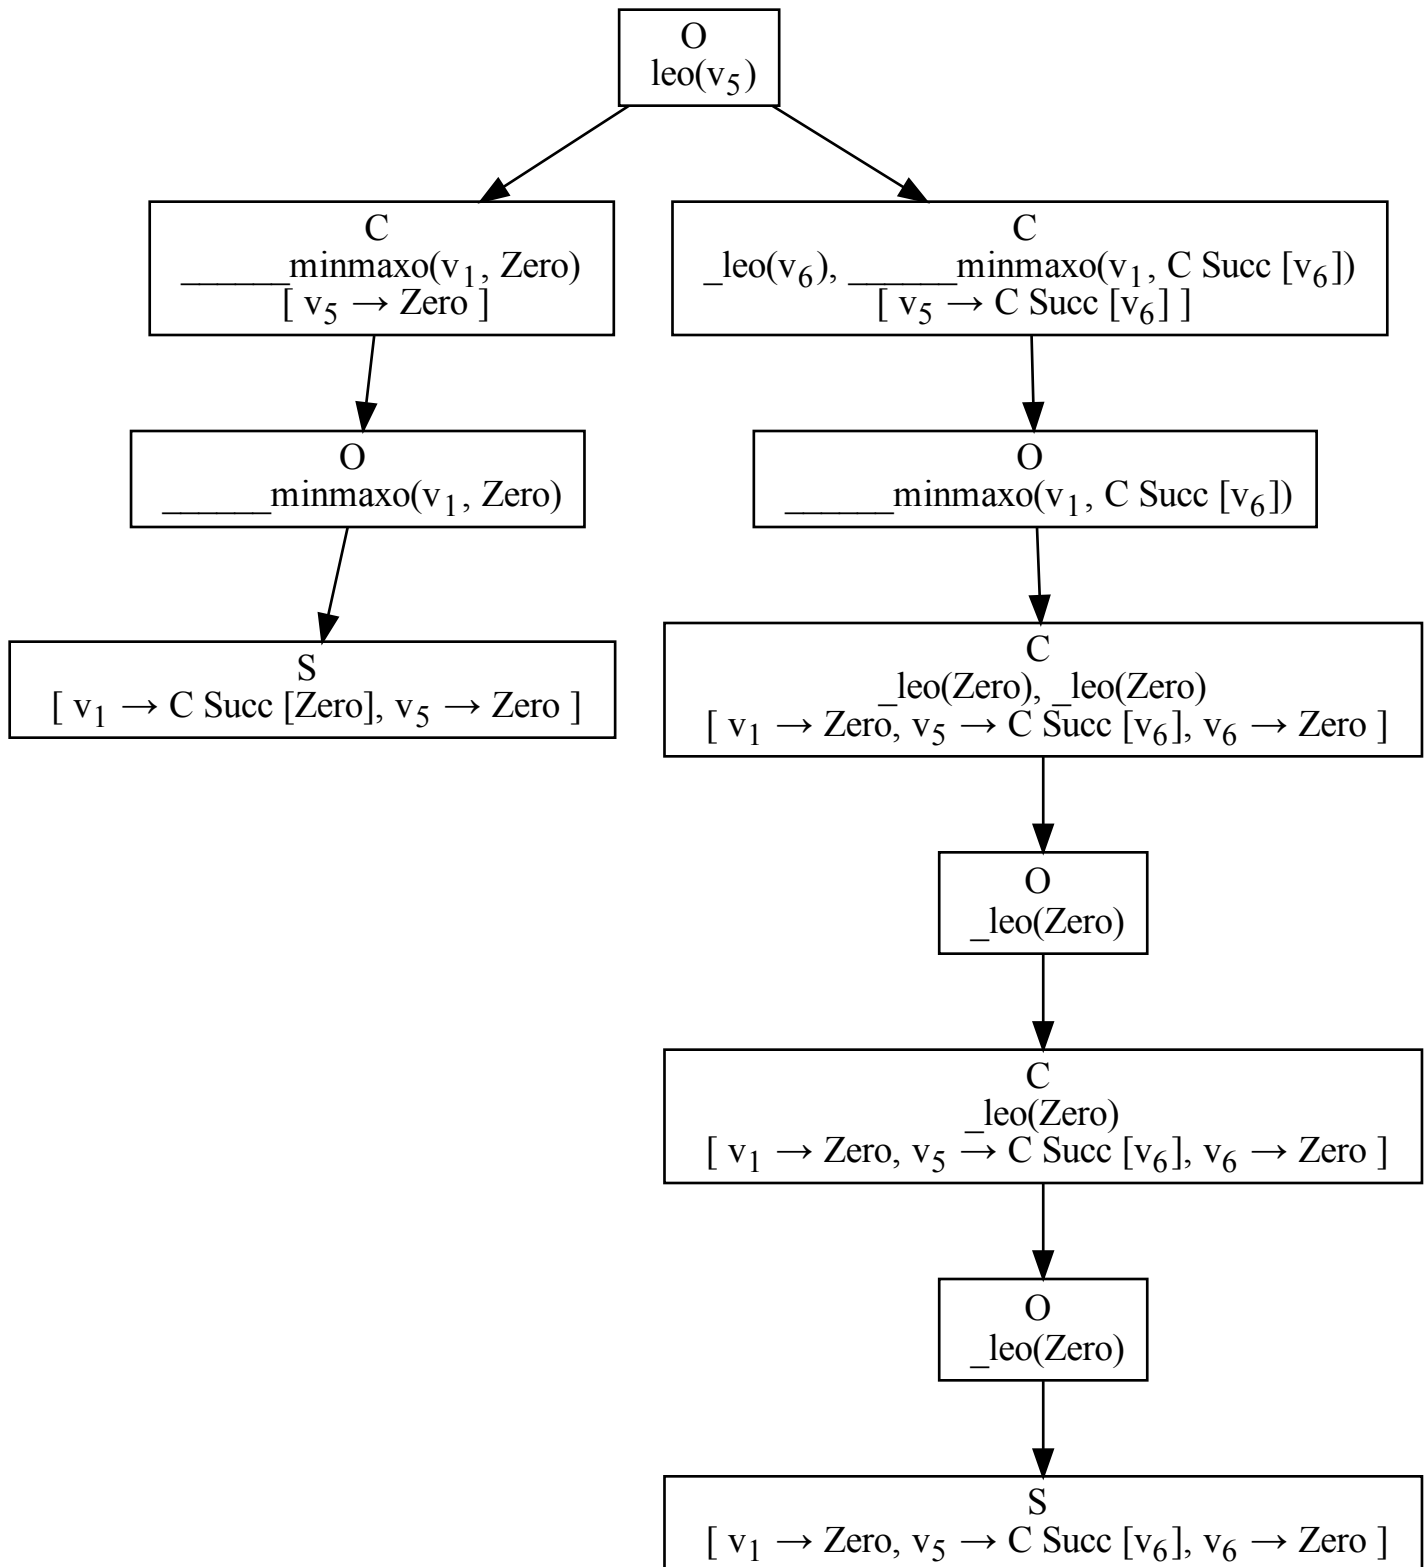 O
leo(v₅)
C
______minmaxo(v₁, Zero)
[ v₅ → Zero ]
C
_leo(v₆), ______minmaxo(v₁, C Succ [v₆])
[ v₅ → C Succ [v₆] ]
O
______minmaxo(v₁, Zero)
O
______minmaxo(v₁, C Succ [v₆])
S
[ v₁ → C Succ [Zero], v₅ → Zero ]
C
_leo(Zero), _leo(Zero)
[ v₁ → Zero, v₅ → C Succ [v₆], v₆ → Zero ]
O
_leo(Zero)
C
_leo(Zero)
[ v₁ → Zero, v₅ → C Succ [v₆], v₆ → Zero ]
O
_leo(Zero)
S
[ v₁ → Zero, v₅ → C Succ [v₆], v₆ → Zero ]